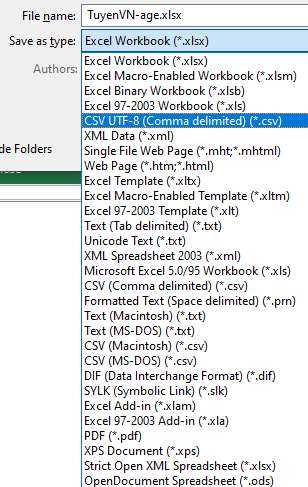 File name: TuyenVN-age.xlsx
Save as type: Excel Workbook (*.xlsx)
Authors: Excel Workbook (*.xlsx)
Excel Macro-Enabled Workbook (*.xlsm)
Excel Binary Workbook (*.xlsb)
Excel 97-2003 Workbook (*.xls)
CSV UTF-8 (Comma delimited) (*.csv)
XML Data (*.xml)
de Folders Single File Web Page (*.mht;*.mhtml)
Web Page (*.htm;*.html)
Excel Template (*.xltx)
Excel Macro-Enabled Template (*.xltm)
Excel 97-2003 Template (*.xlt)
Text (Tab delimited) (*.txt)
Unicode Text (*.txt)
XML Spreadsheet 2003 (*.xml)
Microsoft Excel 5.0/95 Workbook (*.xls)
CSV (Comma delimited) (*.csv)
Formatted Text (Space delimited) (*.prn)
Text (Macintosh) (*.txt)
Text (MS-DOS) (*.txt)
CSV (Macintosh) (*.csv)
CSV (MS-DOS) (*.csv)
DIF (Data Interchange Format) (*.dif)
SYLK (Symbolic Link) (*.slk)
Excel Add-in (*.xlam)
Excel 97-2003 Add-in (*.xla)
PDF (*.pdf)
XPS Document (*.xps)
Strict Open XML Spreadsheet (*.xlsx)
OpenDocument Spreadsheet (*.ods)